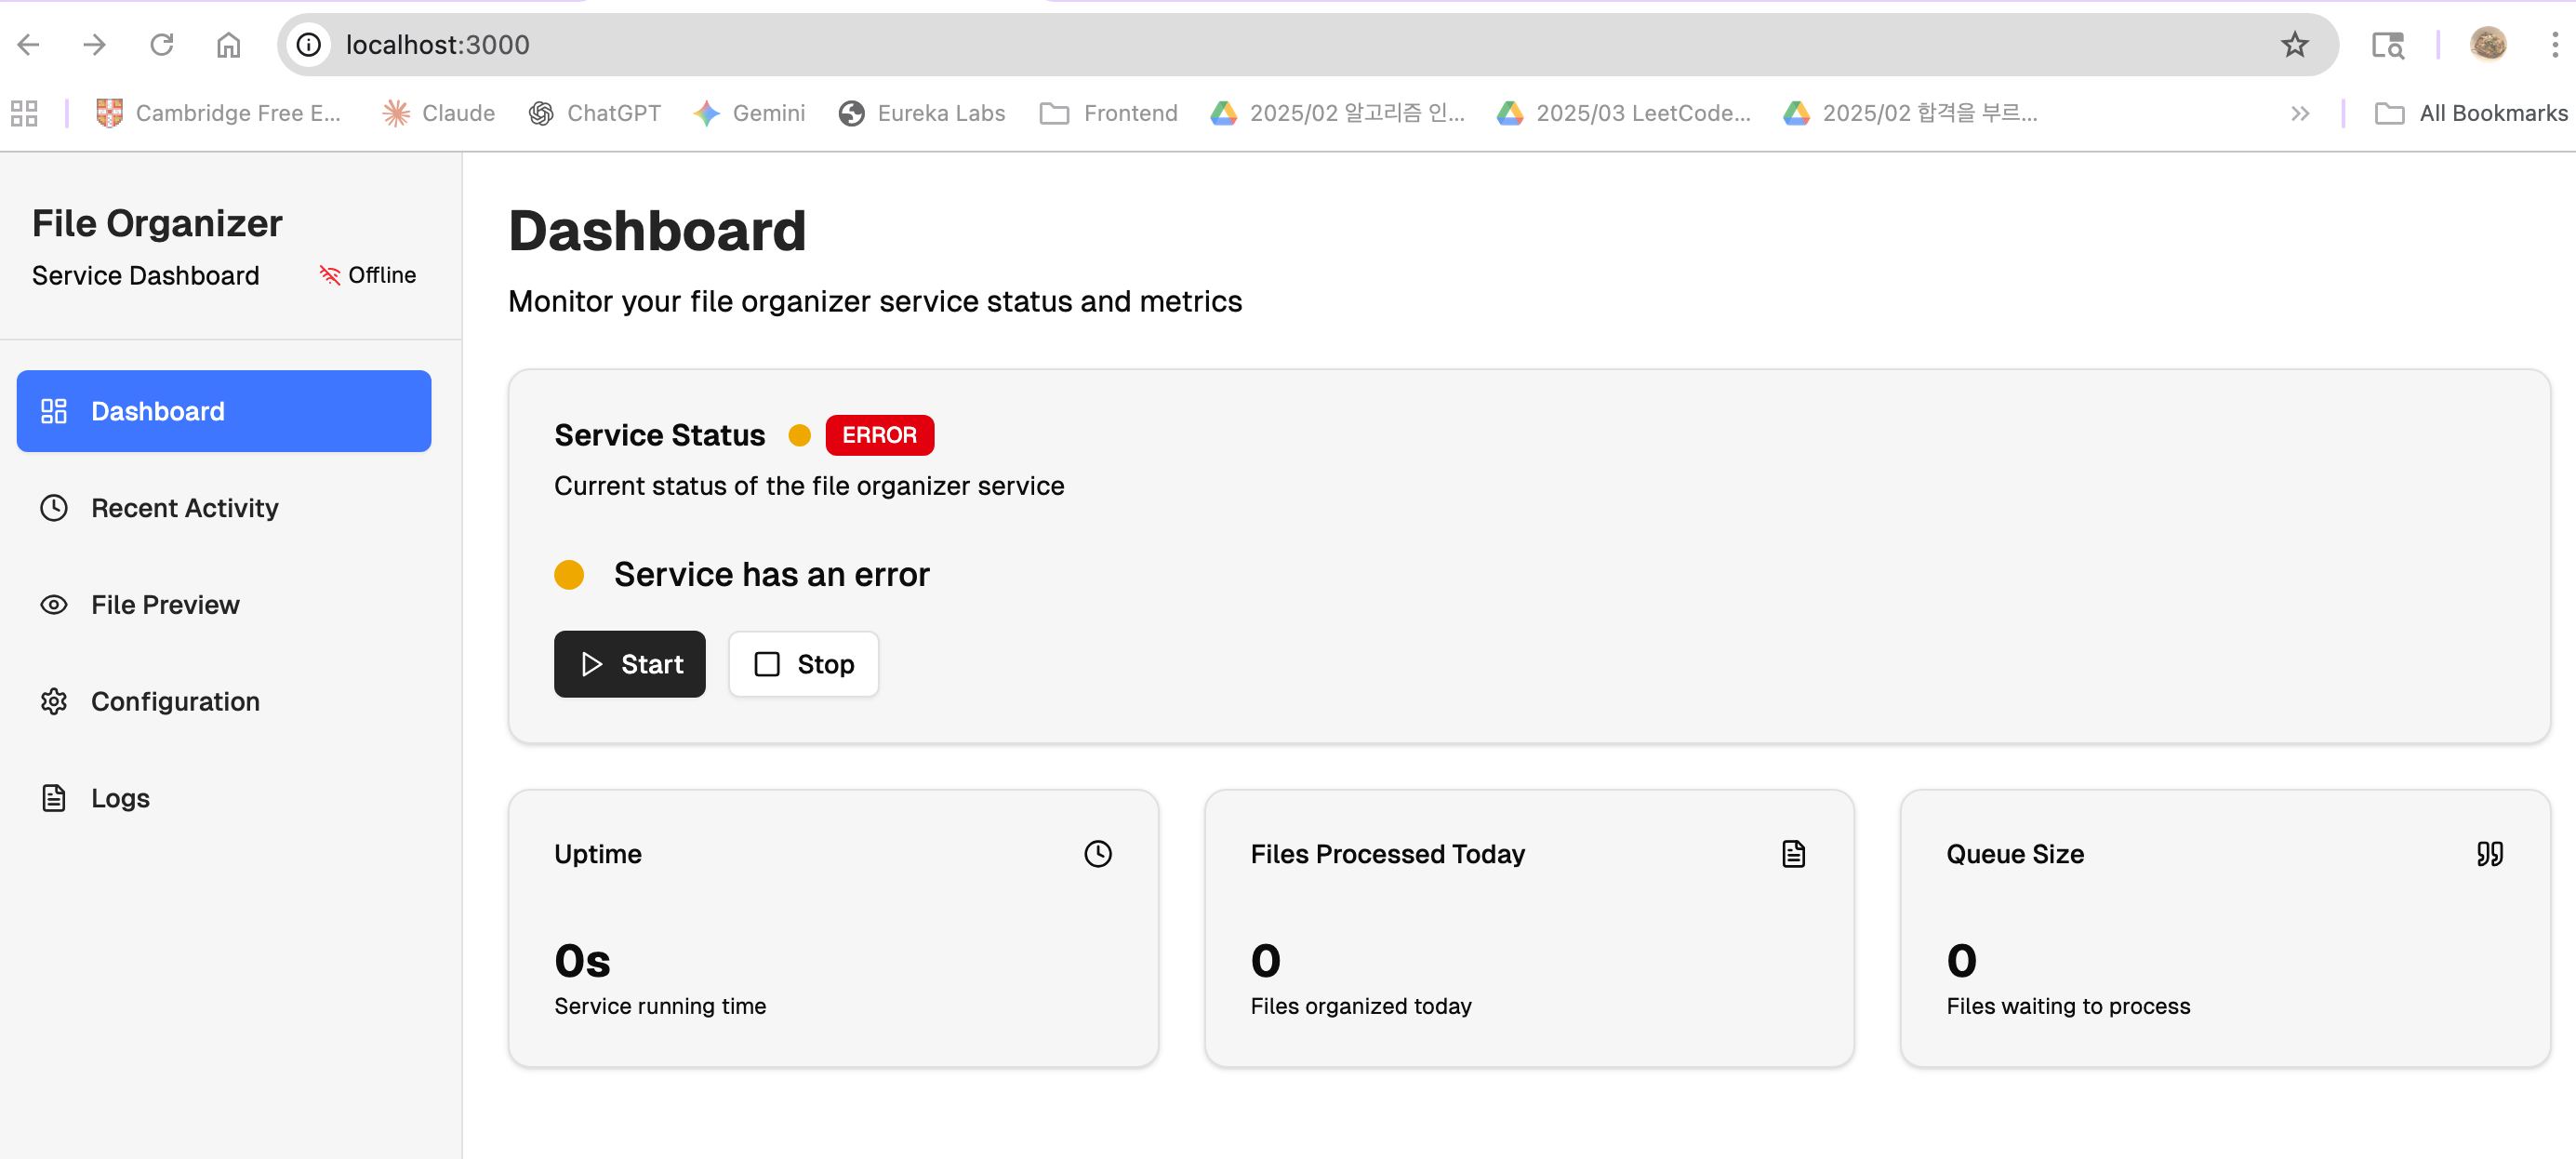 localhost:3000
Cambridge Free E...
Claude
ChatGPT
Gemini
Eureka Labs
Frontend
2025/02 알고리즘 인...
2025/03 LeetCode...
2025/02 합격을 부르...
All Bookmarks
File Organizer
Service Dashboard
Offline
Dashboard
Recent Activity
File Preview
Configuration
Logs
Dashboard
Monitor your file organizer service status and metrics
Service Status
ERROR
Current status of the file organizer service
Service has an error
Start
Stop
Uptime
0s
Service running time
Files Processed Today
0
Files organized today
Queue Size
0
Files waiting to process